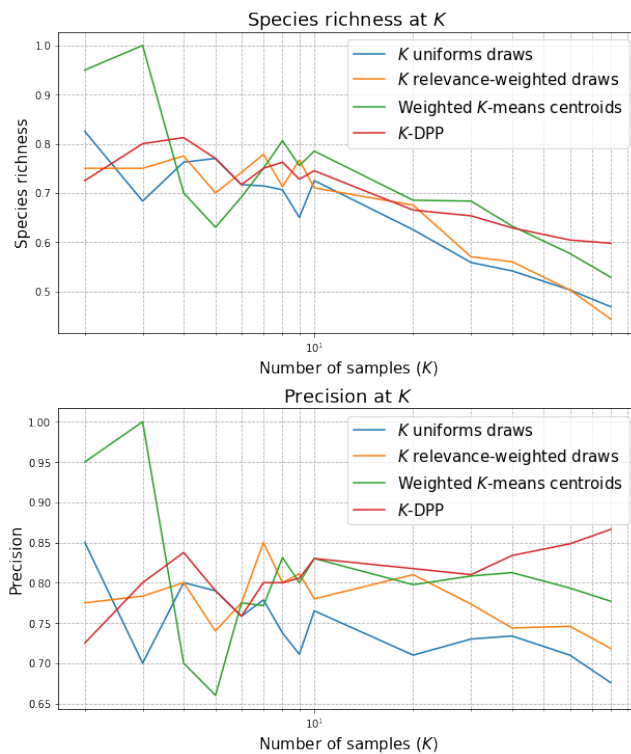 Species richness at K
1.0
0.9
0.8
0.7
0.6
0.5
Species richness
K uniforms draws
K relevance-weighted draws
Weighted K-means centroids
K-DPP
10¹
Number of samples (K)
Precision at K
1.00
0.95
0.90
0.85
0.80
0.75
0.70
0.65
Precision
K uniforms draws
K relevance-weighted draws
Weighted K-means centroids
K-DPP
10¹
Number of samples (K)